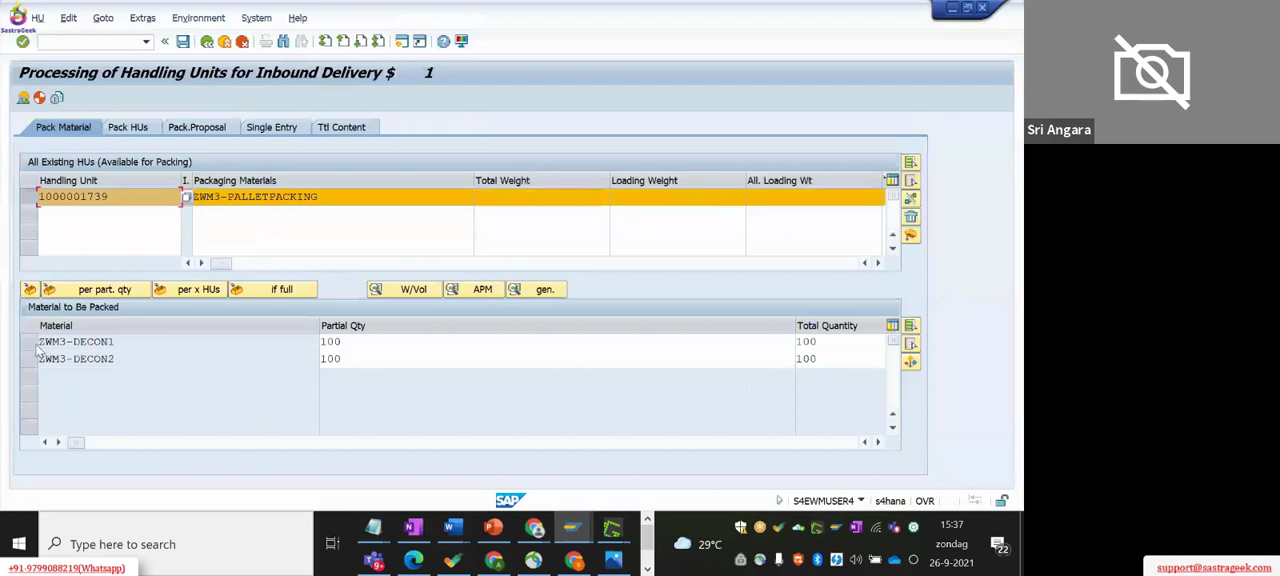 HU Edit Goto Extras Environment System Help
SastraGeek
Processing of Handling Units for Inbound Delivery $ 1
Pack Material Pack HUs Pack.Proposal Single Entry Ttl Content
All Existing HUs (Available for Packing)
Handling Unit I. Packaging Materials Total Weight Loading Weight All. Loading Wt
1000001739 ZWM3-PALLETPACKING
per part. qty per x HUs if full W/Vol APM gen.
Material to Be Packed
Material Partial Qty Total Quantity
ZWM3-DECON1 100 100
ZWM3-DECON2 100 100
SAP S4EWMUSER4 s4hana OVR
Sri Angara
Type here to search
29°C
15:37
zondag
26-9-2021
22
+91-9799088219(Whatsapp)
support@sastrageek.com